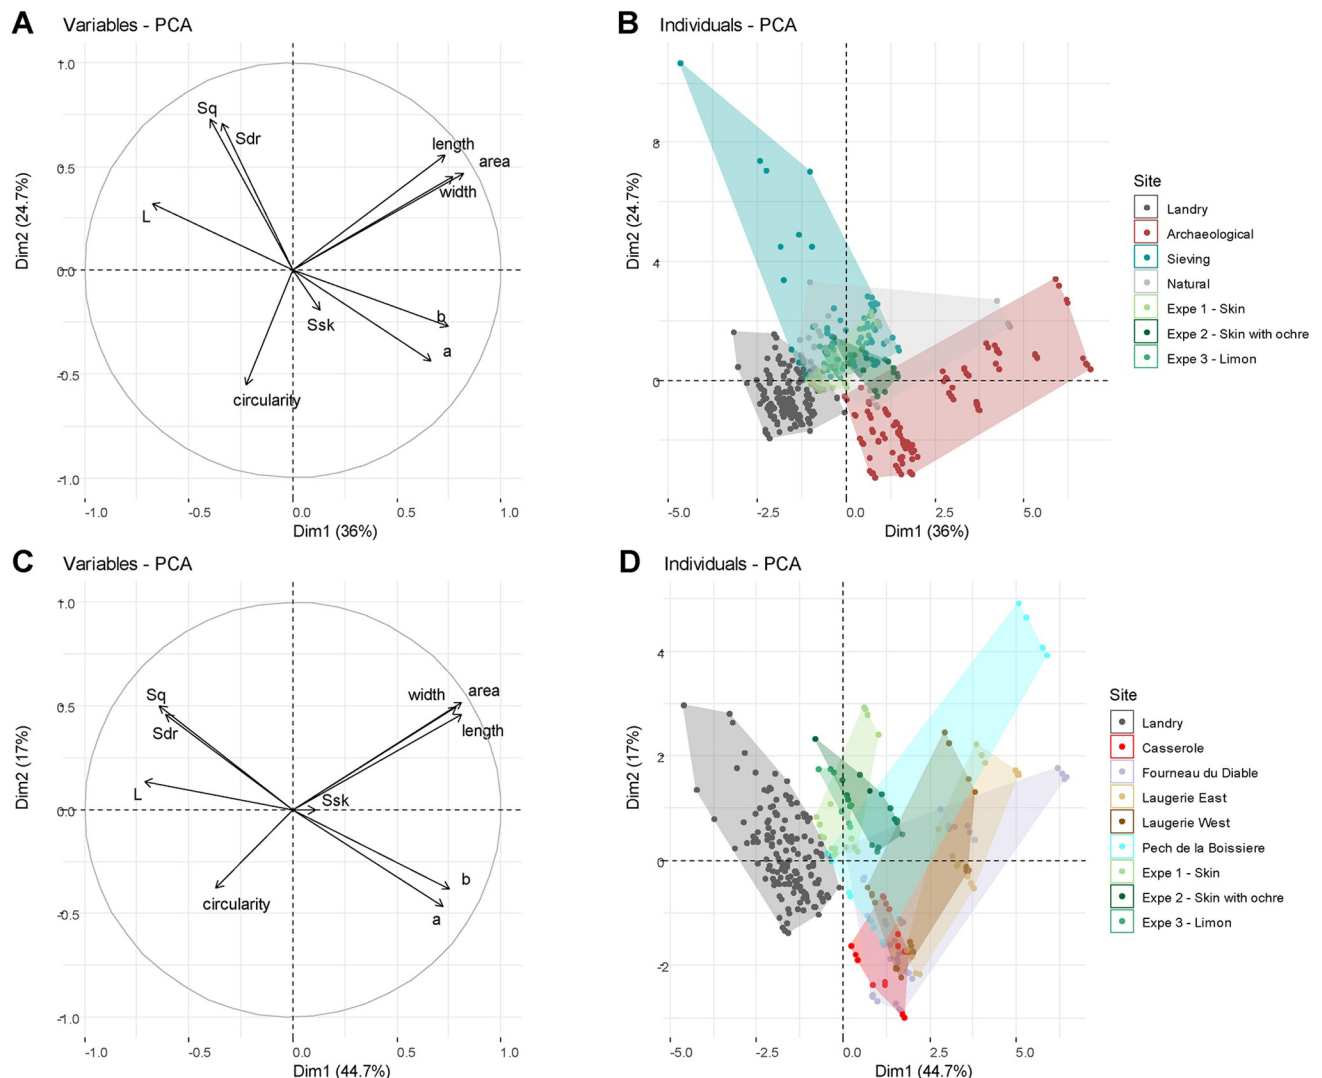 A Variables - PCA
1.0
0.5
0.0
-0.5
-1.0
Dim2 (24.7%)
Sq
Sdr
length
area
width
L
b
Ssk
a
circularity
-1.0 -0.5 0.0 0.5 1.0
Dim1 (36%)
B Individuals - PCA
8
4
0
Dim2 (24.7%)
-5.0 -2.5 0.0 2.5 5.0
Dim1 (36%)
Site
Landry
Archaeological
Sieving
Natural
Expe 1 - Skin
Expe 2 - Skin with ochre
Expe 3 - Limon
C Variables - PCA
1.0
0.5
0.0
-0.5
-1.0
Dim2 (17%)
Sq
Sdr
width
area
length
L
Ssk
b
circularity
a
-1.0 -0.5 0.0 0.5 1.0
Dim1 (44.7%)
D Individuals - PCA
4
2
0
-2
Dim2 (17%)
-5.0 -2.5 0.0 2.5 5.0
Dim1 (44.7%)
Site
Landry
Casserole
Fourneau du Diable
Laugerie East
Laugerie West
Pech de la Boissiere
Expe 1 - Skin
Expe 2 - Skin with ochre
Expe 3 - Limon